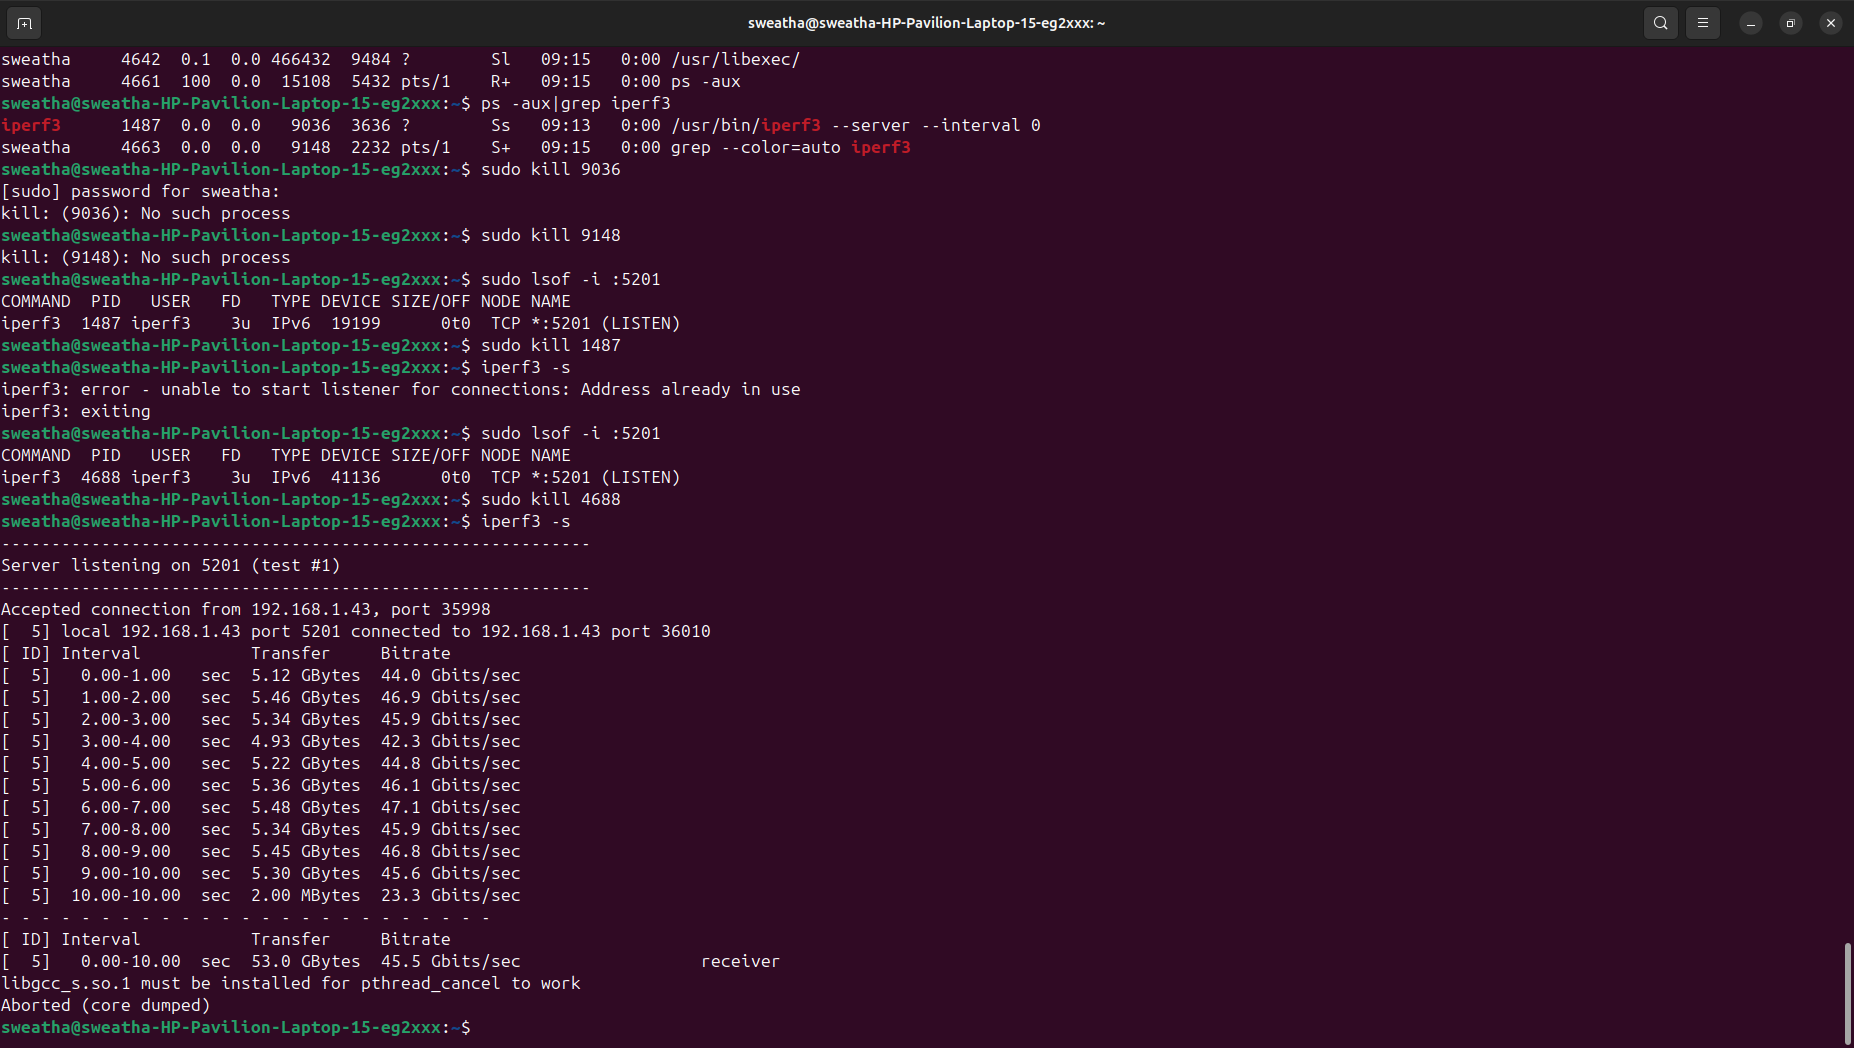 sweatha@sweatha-HP-Pavilion-Laptop-15-eg2xxx: ~
sweatha     4642  0.1  0.0 466432  9484 ?        Sl   09:15   0:00 /usr/libexec/
sweatha     4661  100  0.0  15108  5432 pts/1    R+   09:15   0:00 ps -aux
sweatha@sweatha-HP-Pavilion-Laptop-15-eg2xxx:~$ ps -aux|grep iperf3
iperf3      1487  0.0  0.0   9036  3636 ?        Ss   09:13   0:00 /usr/bin/iperf3 --server --interval 0
sweatha     4663  0.0  0.0   9148  2232 pts/1    S+   09:15   0:00 grep --color=auto iperf3
sweatha@sweatha-HP-Pavilion-Laptop-15-eg2xxx:~$ sudo kill 9036
[sudo] password for sweatha:
kill: (9036): No such process
sweatha@sweatha-HP-Pavilion-Laptop-15-eg2xxx:~$ sudo kill 9148
kill: (9148): No such process
sweatha@sweatha-HP-Pavilion-Laptop-15-eg2xxx:~$ sudo lsof -i :5201
COMMAND  PID   USER   FD   TYPE DEVICE SIZE/OFF NODE NAME
iperf3  1487 iperf3    3u  IPv6  19199      0t0  TCP *:5201 (LISTEN)
sweatha@sweatha-HP-Pavilion-Laptop-15-eg2xxx:~$ sudo kill 1487
sweatha@sweatha-HP-Pavilion-Laptop-15-eg2xxx:~$ iperf3 -s
iperf3: error - unable to start listener for connections: Address already in use
iperf3: exiting
sweatha@sweatha-HP-Pavilion-Laptop-15-eg2xxx:~$ sudo lsof -i :5201
COMMAND  PID   USER   FD   TYPE DEVICE SIZE/OFF NODE NAME
iperf3  4688 iperf3    3u  IPv6  41136      0t0  TCP *:5201 (LISTEN)
sweatha@sweatha-HP-Pavilion-Laptop-15-eg2xxx:~$ sudo kill 4688
sweatha@sweatha-HP-Pavilion-Laptop-15-eg2xxx:~$ iperf3 -s
-----------------------------------------------------------
Server listening on 5201 (test #1)
-----------------------------------------------------------
Accepted connection from 192.168.1.43, port 35998
[  5] local 192.168.1.43 port 5201 connected to 192.168.1.43 port 36010
[ ID] Interval           Transfer     Bitrate
[  5]   0.00-1.00   sec  5.12 GBytes  44.0 Gbits/sec
[  5]   1.00-2.00   sec  5.46 GBytes  46.9 Gbits/sec
[  5]   2.00-3.00   sec  5.34 GBytes  45.9 Gbits/sec
[  5]   3.00-4.00   sec  4.93 GBytes  42.3 Gbits/sec
[  5]   4.00-5.00   sec  5.22 GBytes  44.8 Gbits/sec
[  5]   5.00-6.00   sec  5.36 GBytes  46.1 Gbits/sec
[  5]   6.00-7.00   sec  5.48 GBytes  47.1 Gbits/sec
[  5]   7.00-8.00   sec  5.34 GBytes  45.9 Gbits/sec
[  5]   8.00-9.00   sec  5.45 GBytes  46.8 Gbits/sec
[  5]   9.00-10.00  sec  5.30 GBytes  45.6 Gbits/sec
[  5]  10.00-10.00  sec  2.00 MBytes  23.3 Gbits/sec
- - - - - - - - - - - - - - - - - - - - - - - - -
[ ID] Interval           Transfer     Bitrate
[  5]   0.00-10.00  sec  53.0 GBytes  45.5 Gbits/sec                  receiver
libgcc_s.so.1 must be installed for pthread_cancel to work
Aborted (core dumped)
sweatha@sweatha-HP-Pavilion-Laptop-15-eg2xxx:~$